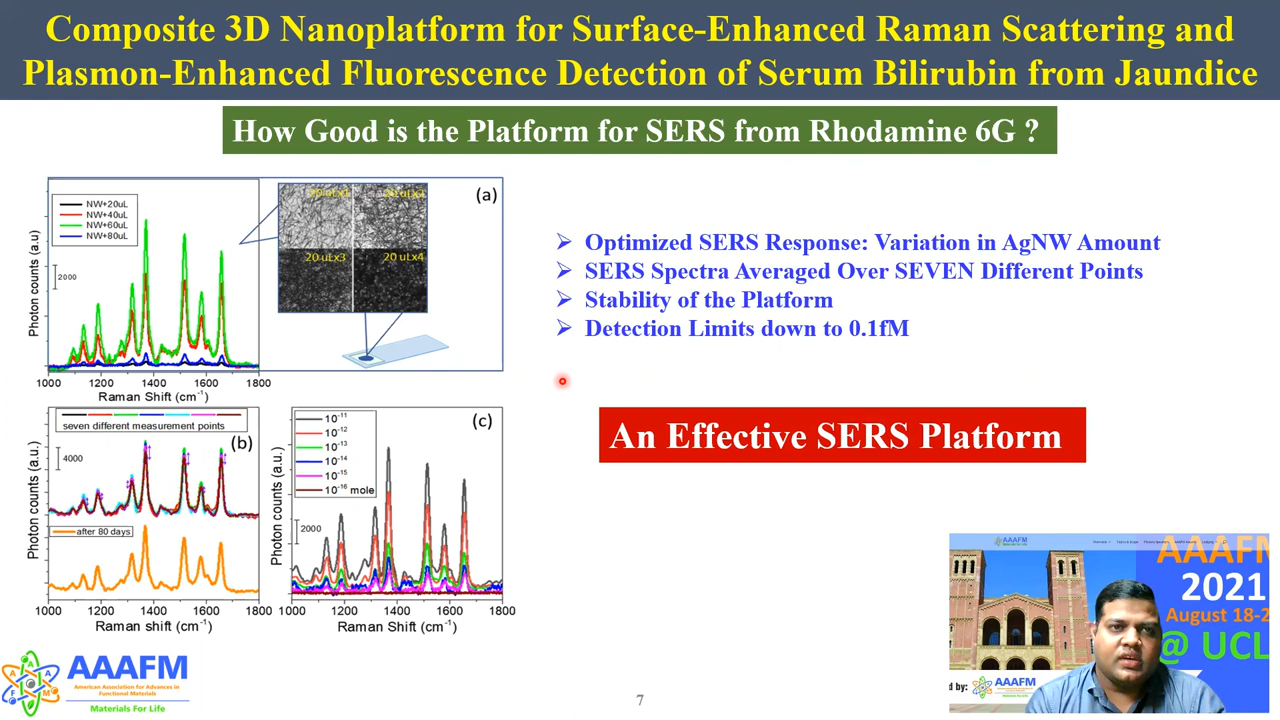 Composite 3D Nanoplatform for Surface-Enhanced Raman Scattering and
Plasmon-Enhanced Fluorescence Detection of Serum Bilirubin from Jaundice
How Good is the Platform for SERS from Rhodamine 6G ?
(a)
NW+20uL
NW+40uL
NW+60uL
NW+80uL
2000
Photon counts (a.u)
20 uLx3
20 uLx4
1000 1200 1400 1600 1800
Raman Shift (cm⁻¹)
➢ Optimized SERS Response: Variation in AgNW Amount
➢ SERS Spectra Averaged Over SEVEN Different Points
➢ Stability of the Platform
➢ Detection Limits down to 0.1fM
An Effective SERS Platform
seven different measurement points
(b)
4000
after 80 days
Photon counts (a.u.)
1000 1200 1400 1600 1800
Raman shift (cm⁻¹)
(c)
10⁻¹¹
10⁻¹²
10⁻¹³
10⁻¹⁴
10⁻¹⁵
10⁻¹⁶ mole
2000
Photon counts (a.u.)
1000 1200 1400 1600 1800
Raman Shift (cm⁻¹)
AAAFM
American Association for Advances in
Functional Materials
Materials For Life
7
AAAFM
AAAFM
2021
August 18-2
@ UCL
d by:
AAAFM